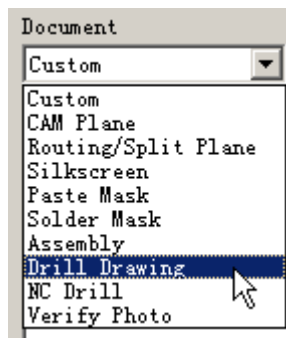 Document
Custom
Custom
CAM Plane
Routing/Split Plane
Silkscreen
Paste Mask
Solder Mask
Assembly
Drill Drawing
NC Drill
Verify Photo